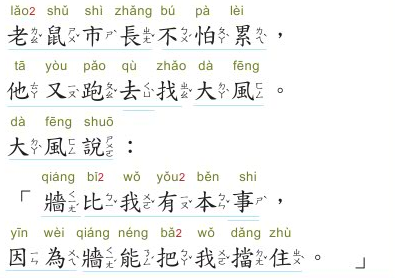 lǎo2 shǔ shì zhǎng bú pà lèi
老鼠市長不怕累，
tā yòu pǎo qù zhǎo dà fēng
他又跑去找大風。
dà fēng shuō
大風說：
qiáng bǐ2 wǒ yǒu2 běn shi
「牆比我有本事，
yīn wèi qiáng néng bǎ2 wǒ dǎng zhù
因為牆能把我擋住。」